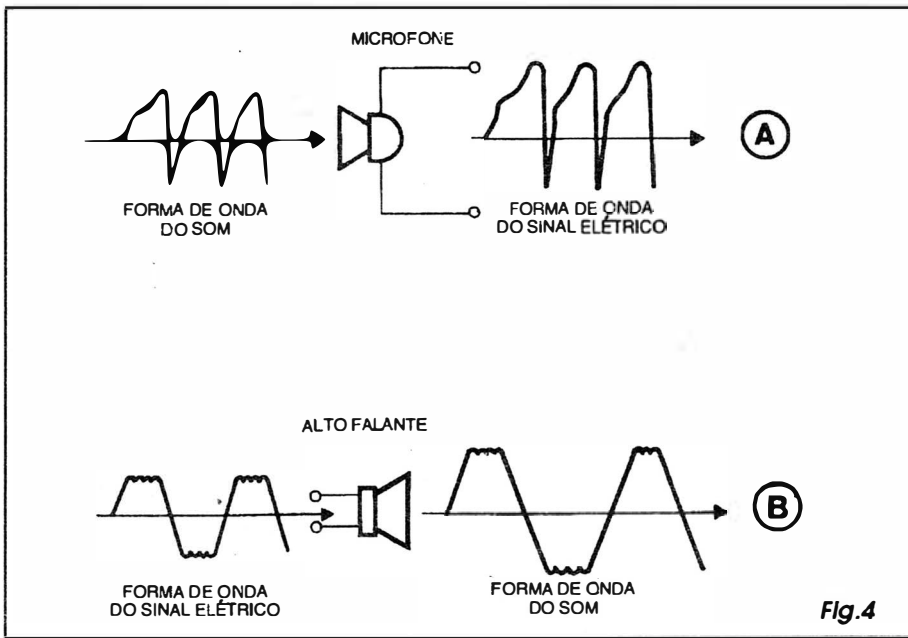 MICROFONE
FORMA DE ONDA
DO SOM
FORMA DE ONDA
DO SINAL ELÉTRICO
A
ALTO FALANTE
FORMA DE ONDA
DO SINAL ELÉTRICO
FORMA DE ONDA
DO SOM
B
Fig.4